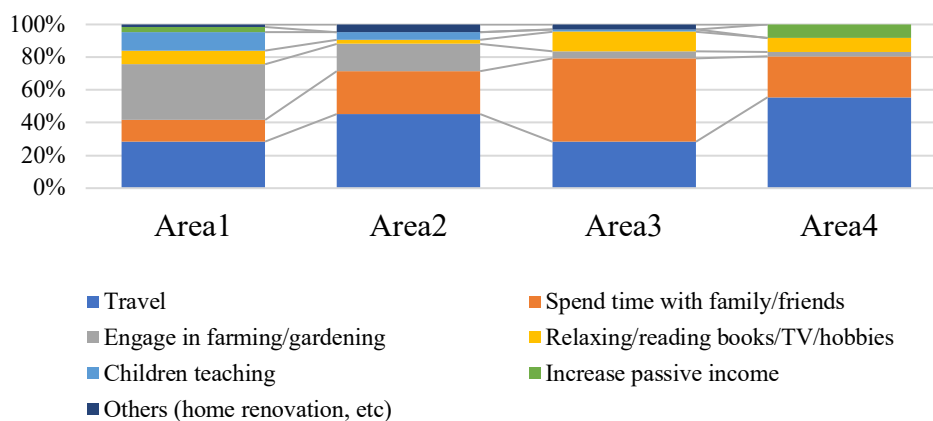 100%
80%
60%
40%
20%
0%
Area1 Area2 Area3 Area4
Travel Spend time with family/friends
Engage in farming/gardening Relaxing/reading books/TV/hobbies
Children teaching Increase passive income
Others (home renovation, etc)